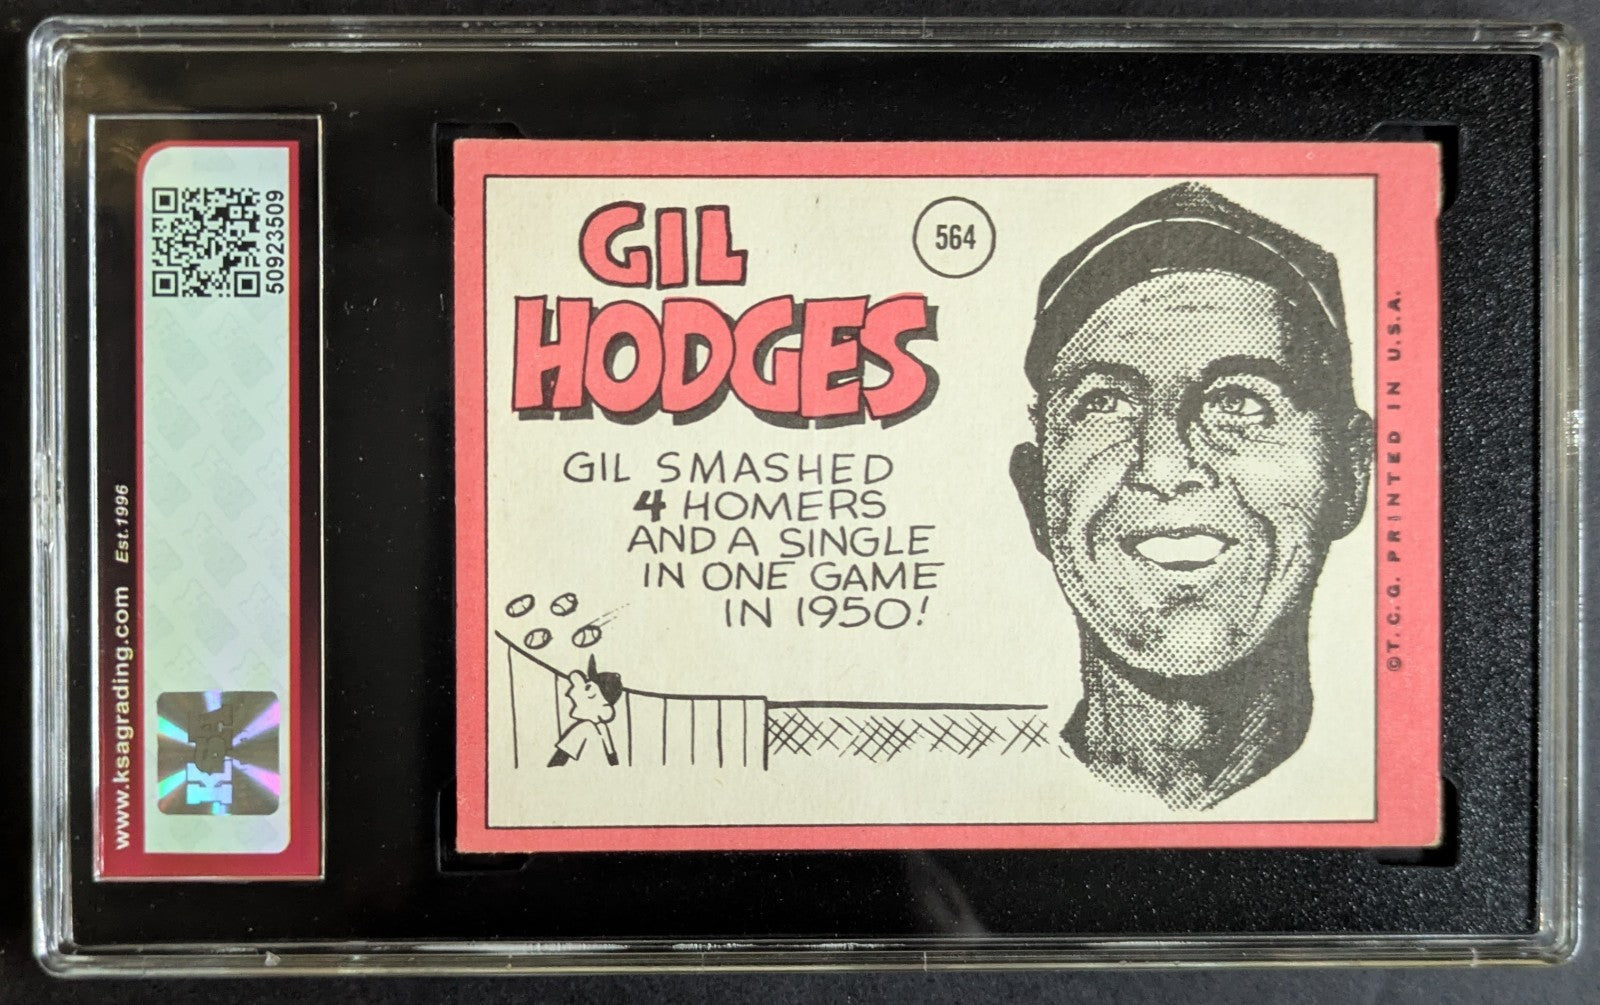 50923509
www.ksagrading.com Est.1996
KSA
GIL
HODGES
564
GIL SMASHED
4 HOMERS
AND A SINGLE
IN ONE GAME
IN 1950!
©T.C.G. PRINTED IN U.S.A.